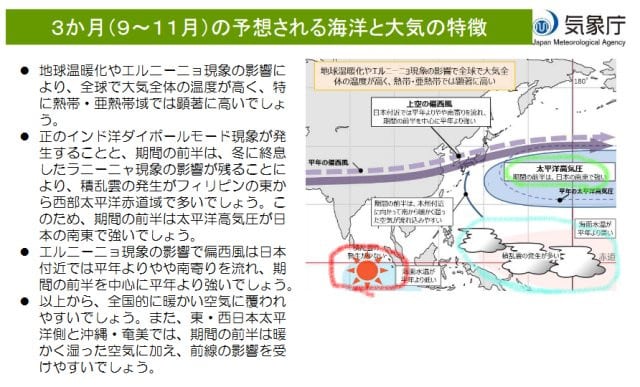 3か月(9~11月)の予想される海洋と大気の特徴
気象庁
Japan Meteorological Agency
● 地球温暖化やエルニーニョ現象の影響に
より、全球で大気全体の温度が高く、特
に熱帯・亜熱帯域では顕著に高いでしょ
う。
● 正のインド洋ダイポールモード現象が発
生することと、期間の前半は、冬に終息
したラニーニャ現象の影響が残ることに
より、積乱雲の発生がフィリピンの東か
ら西部太平洋赤道域で多いでしょう。こ
のため、期間の前半は太平洋高気圧が日
本の南東で強いでしょう。
● エルニーニョ現象の影響で偏西風は日本
付近では平年よりやや南寄りを流れ、期
間の前半を中心に平年より強いでしょう。
● 以上から、全国的に暖かい空気に覆われ
やすいでしょう。また、東・西日本太平
洋側と沖縄・奄美では、期間の前半は暖
かく湿った空気に加え、前線の影響を受
けやすいでしょう。
地球温暖化やエルニーニョ現象の影響で全球で大気全
体の温度が高く、熱帯・亜熱帯で顕著に高い
180°
上空の偏西風
日本付近では平年よりやや南寄りを流れ、
期間の前半を中心に平年より強い
平年の偏西風
太平洋高気圧
期間の前半は、日本の南東で強い
平年の太平洋高気圧
期間の前半は、本州付近
に向かって南から暖かく湿っ
た空気が流れ込みやすい
海面水温が
平年より高い
積乱雲の発生が多い
赤道
積乱雲の
発生が少ない
海面水温が
平年より低い